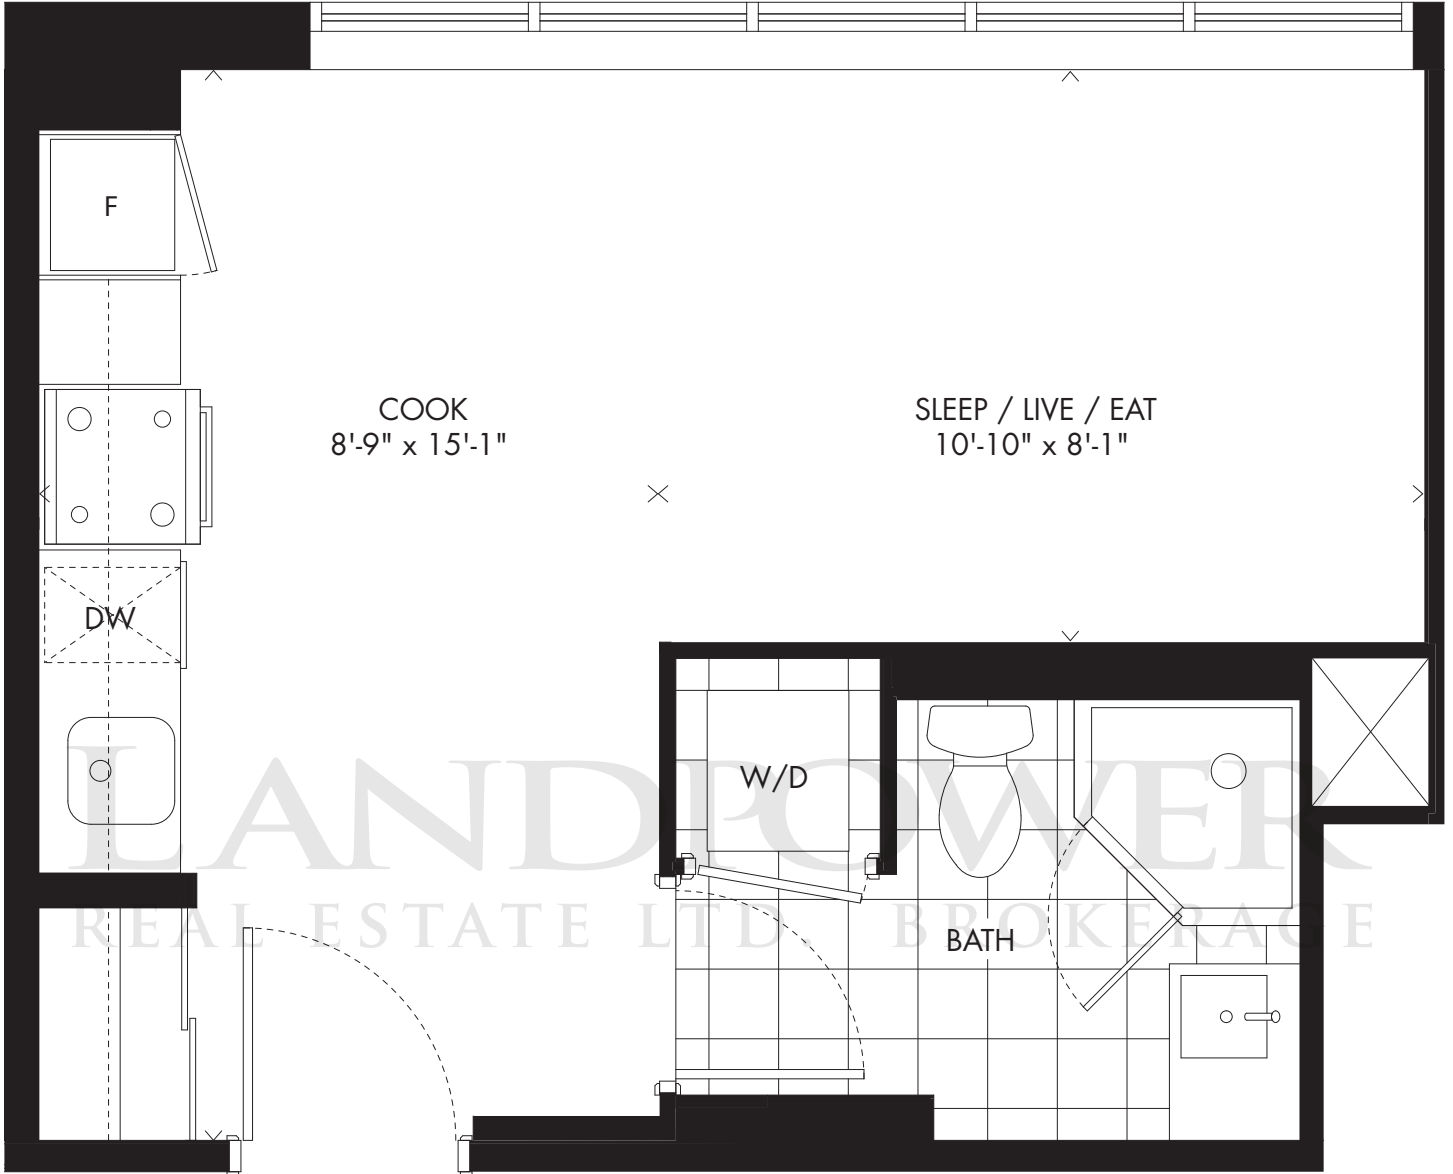 F
COOK
8'-9" x 15'-1"
SLEEP / LIVE / EAT
10'-10" x 8'-1"
DW
W/D
LANDPOWER
REAL ESTATE LTD. BROKERAGE
BATH